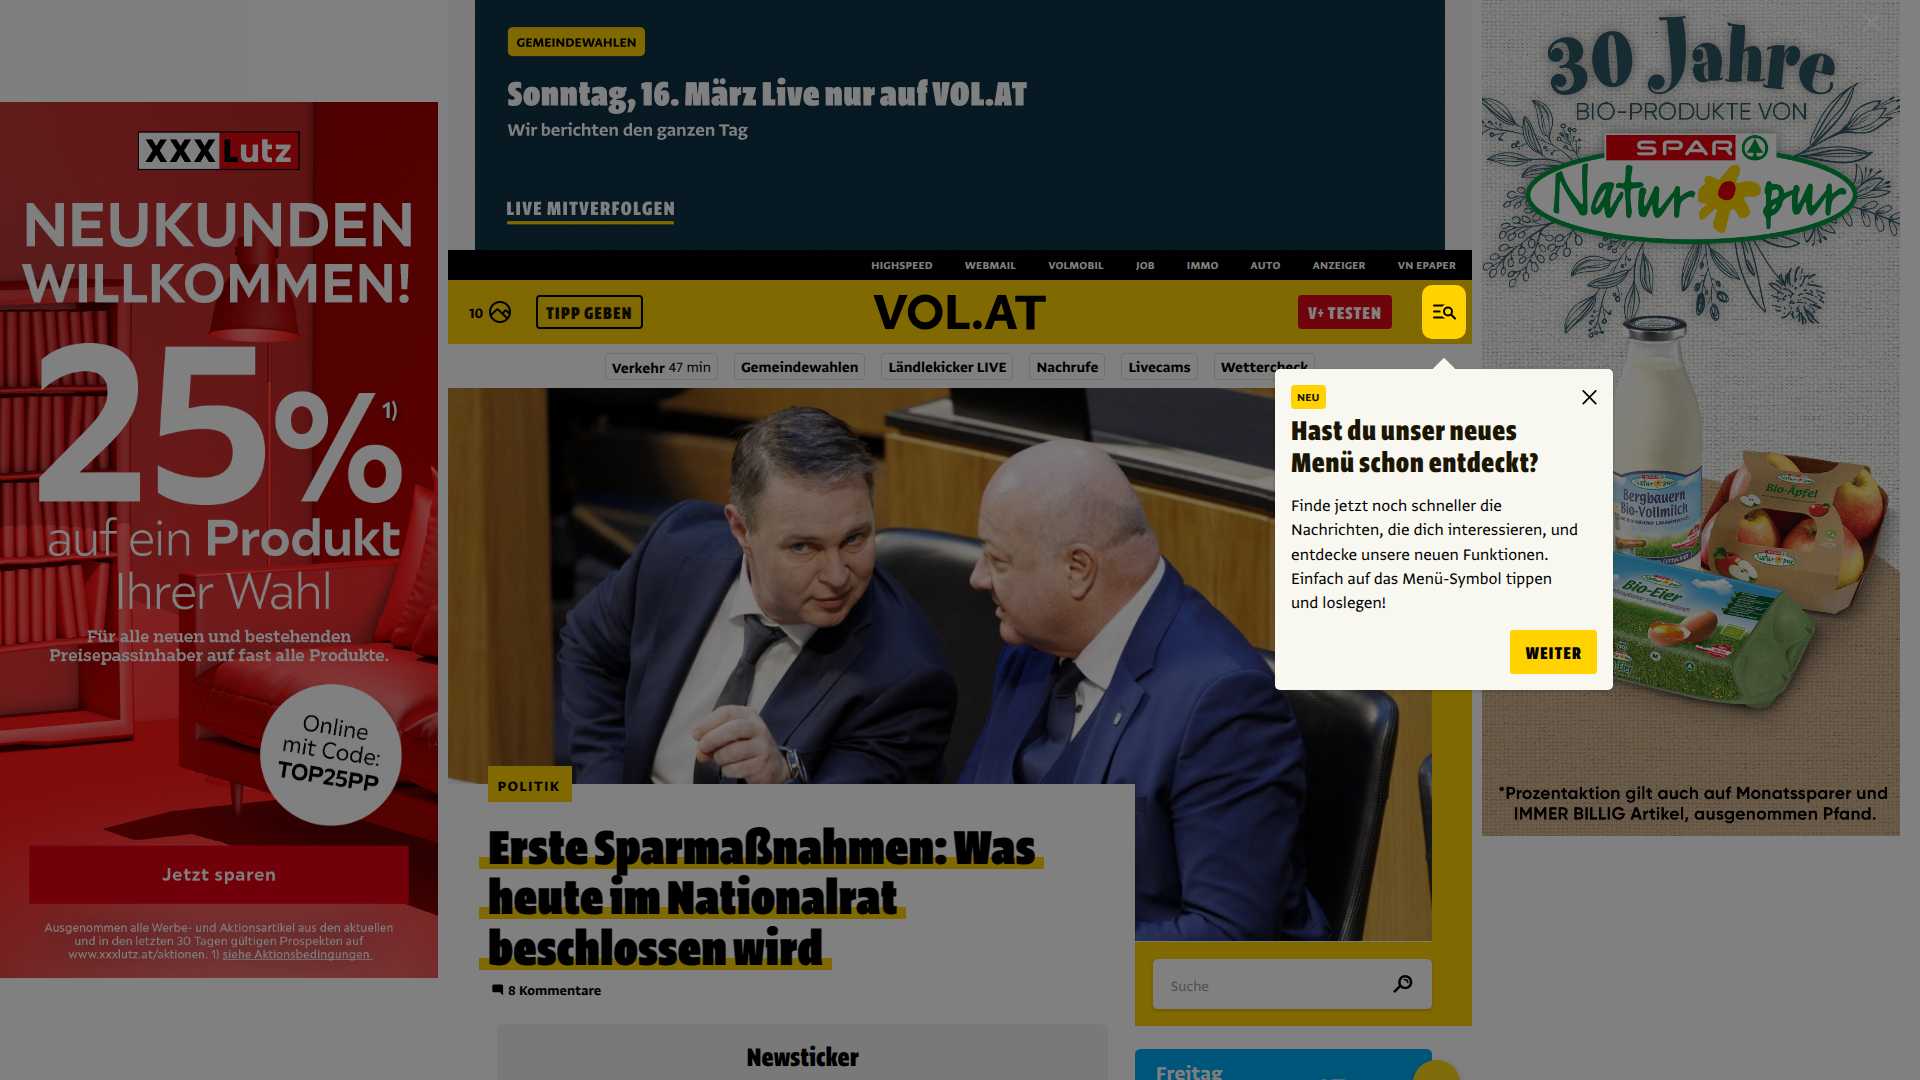 GEMEINDEWAHLEN
Sonntag, 16. März Live nur auf VOL.AT
Wir berichten den ganzen Tag
LIVE MITVERFOLGEN
HIGHSPEED WEBMAIL VOLMOBIL JOB IMMO AUTO ANZEIGER VN EPAPER
10
TIPP GEBEN
VOL.AT
V+ TESTEN
Verkehr 47 min
Gemeindewahlen
Ländlekicker LIVE
Nachrufe
Livecams
Wettercheck
NEU
Hast du unser neues
Menü schon entdeckt?
Finde jetzt noch schneller die
Nachrichten, die dich interessieren, und
entdecke unsere neuen Funktionen.
Einfach auf das Menü-Symbol tippen
und loslegen!
WEITER
POLITIK
Erste Sparmaßnahmen: Was
heute im Nationalrat
beschlossen wird
8 Kommentare
Newsticker
Suche
Freitag
XXXLutz
NEUKUNDEN
WILLKOMMEN!
25%
1)
auf ein Produkt
Ihrer Wahl
Für alle neuen und bestehenden
Preisepassinhaber auf fast alle Produkte.
Online
mit Code:
TOP25PP
Jetzt sparen
Ausgenommen alle Werbe- und Aktionsartikel aus den aktuellen
und in den letzten 30 Tagen gültigen Prospekten auf
www.xxxlutz.at/aktionen. 1) siehe Aktionsbedingungen
30 Jahre
BIO-PRODUKTE VON
SPAR
Natur pur
Bergbauern
Bio-Vollmilch
Bio-Äpfel
Natur pur
Bio-Eier
*Prozentaktion gilt auch auf Monatssparer und
IMMER BILLIG Artikel, ausgenommen Pfand.